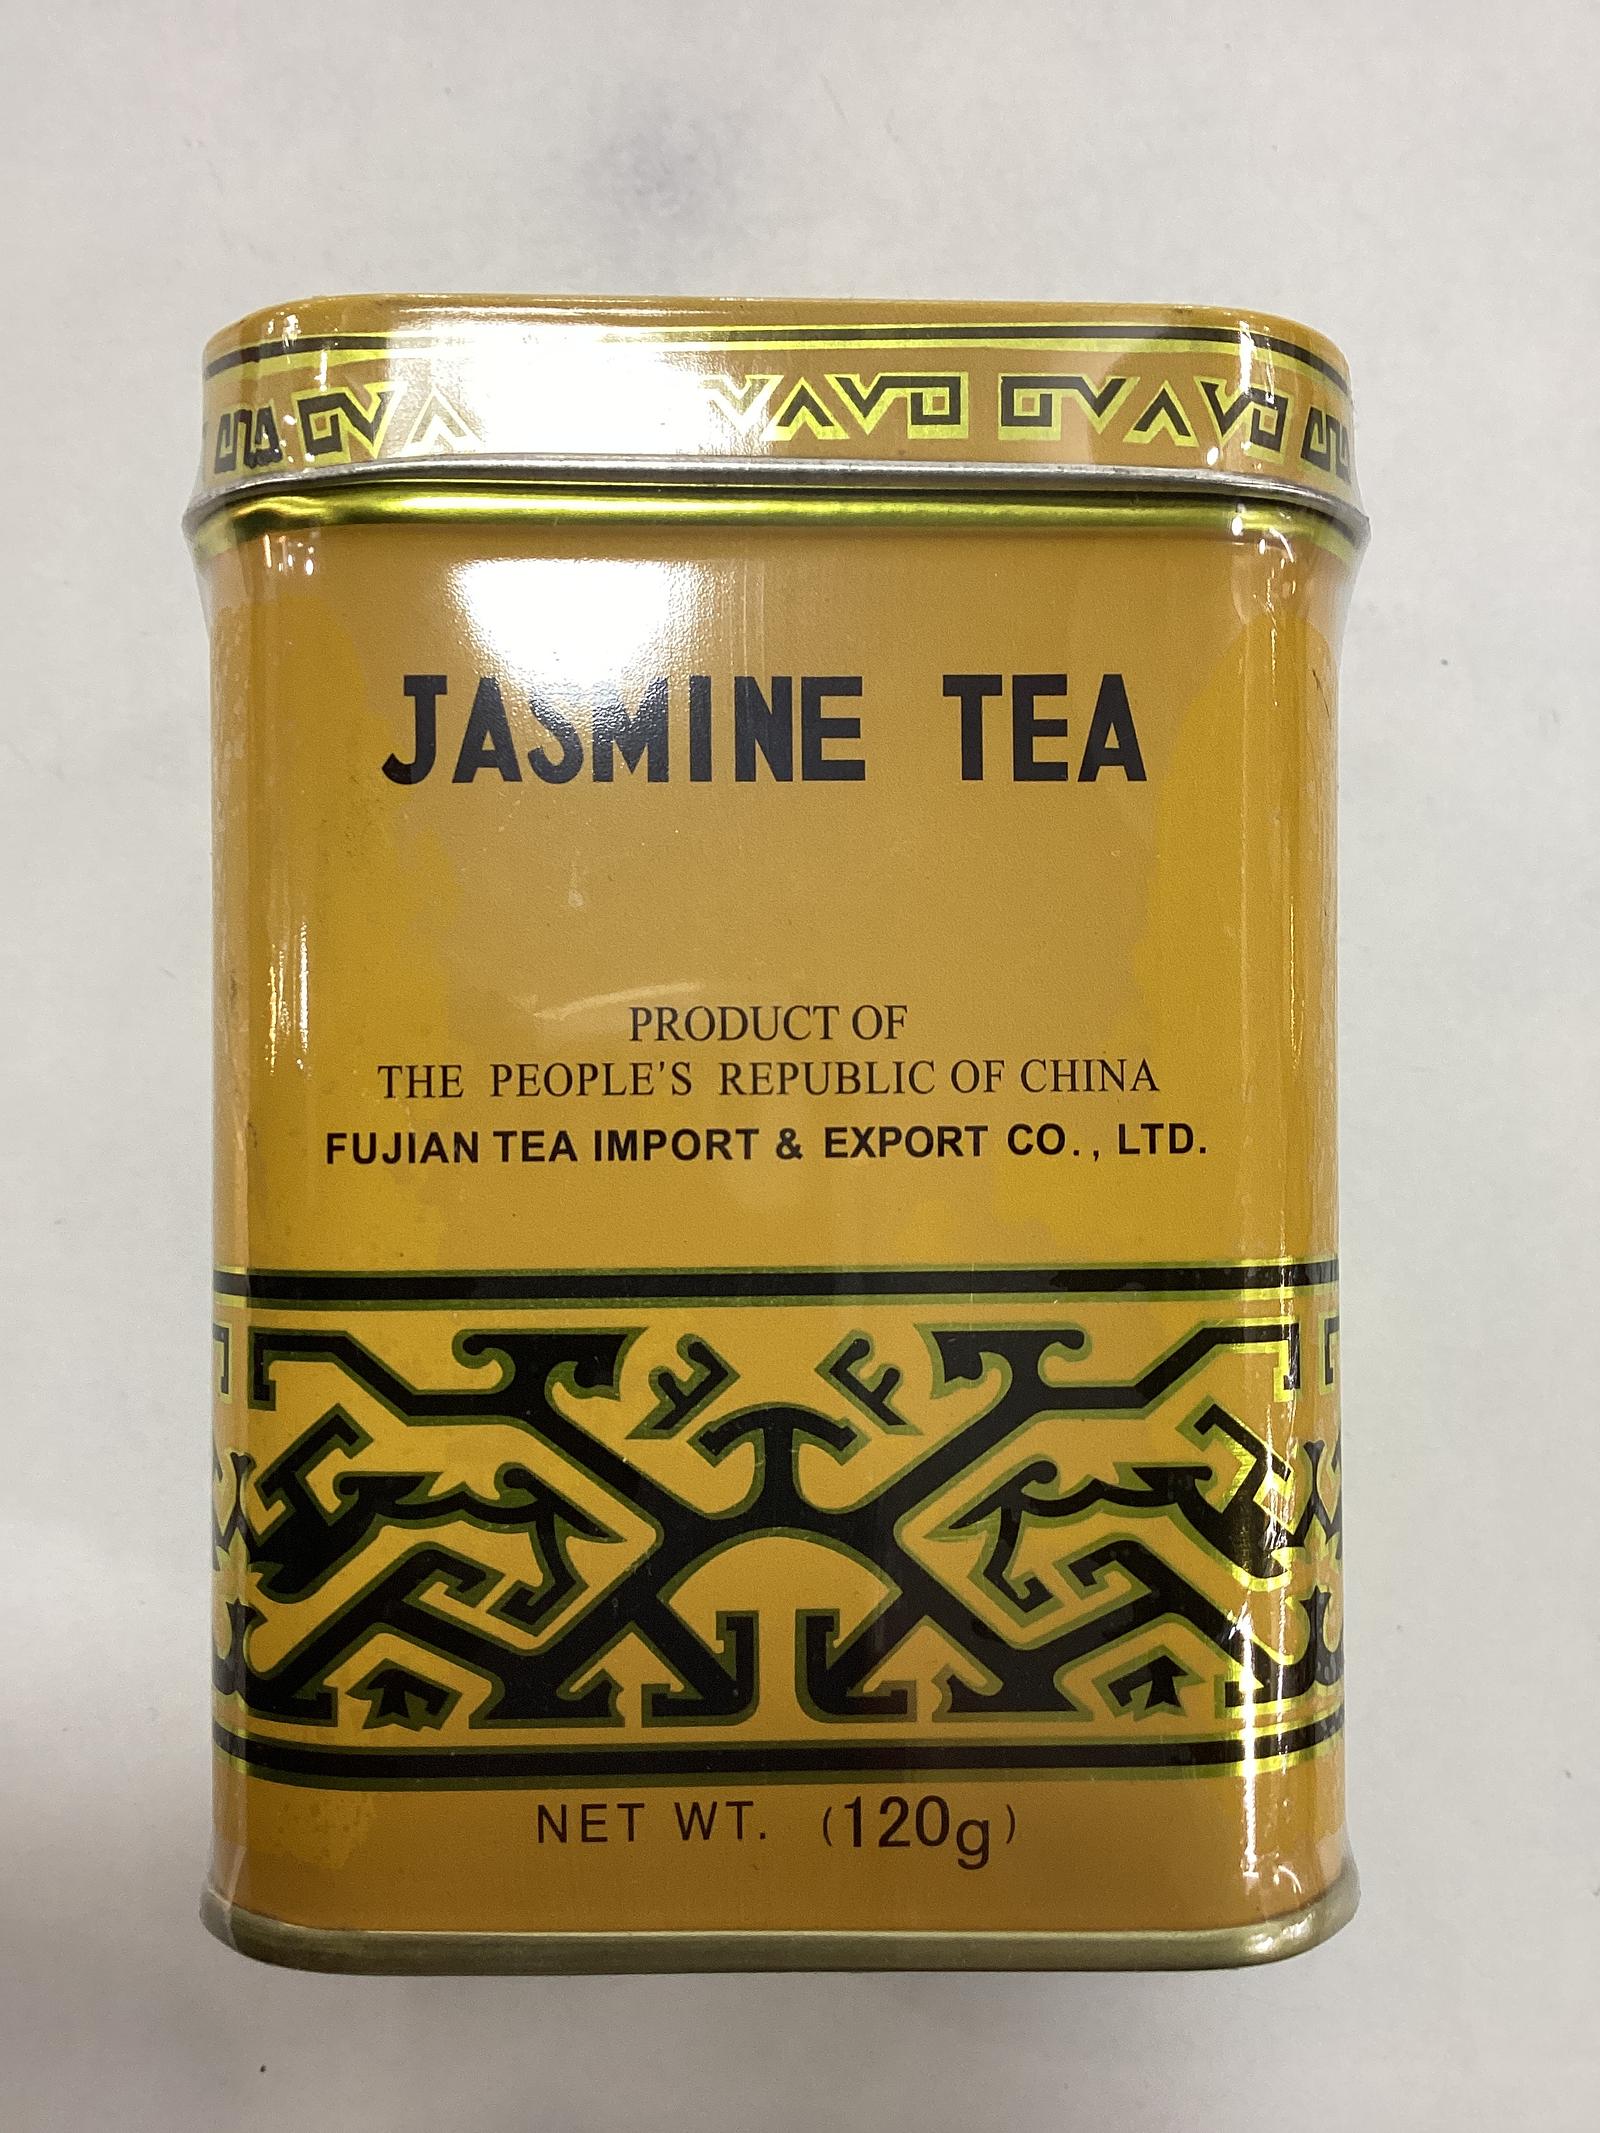 JASMINE TEA
PRODUCT OF
THE PEOPLE'S REPUBLIC OF CHINA
FUJIAN TEA IMPORT & EXPORT CO., LTD.
NET WT. (120g)